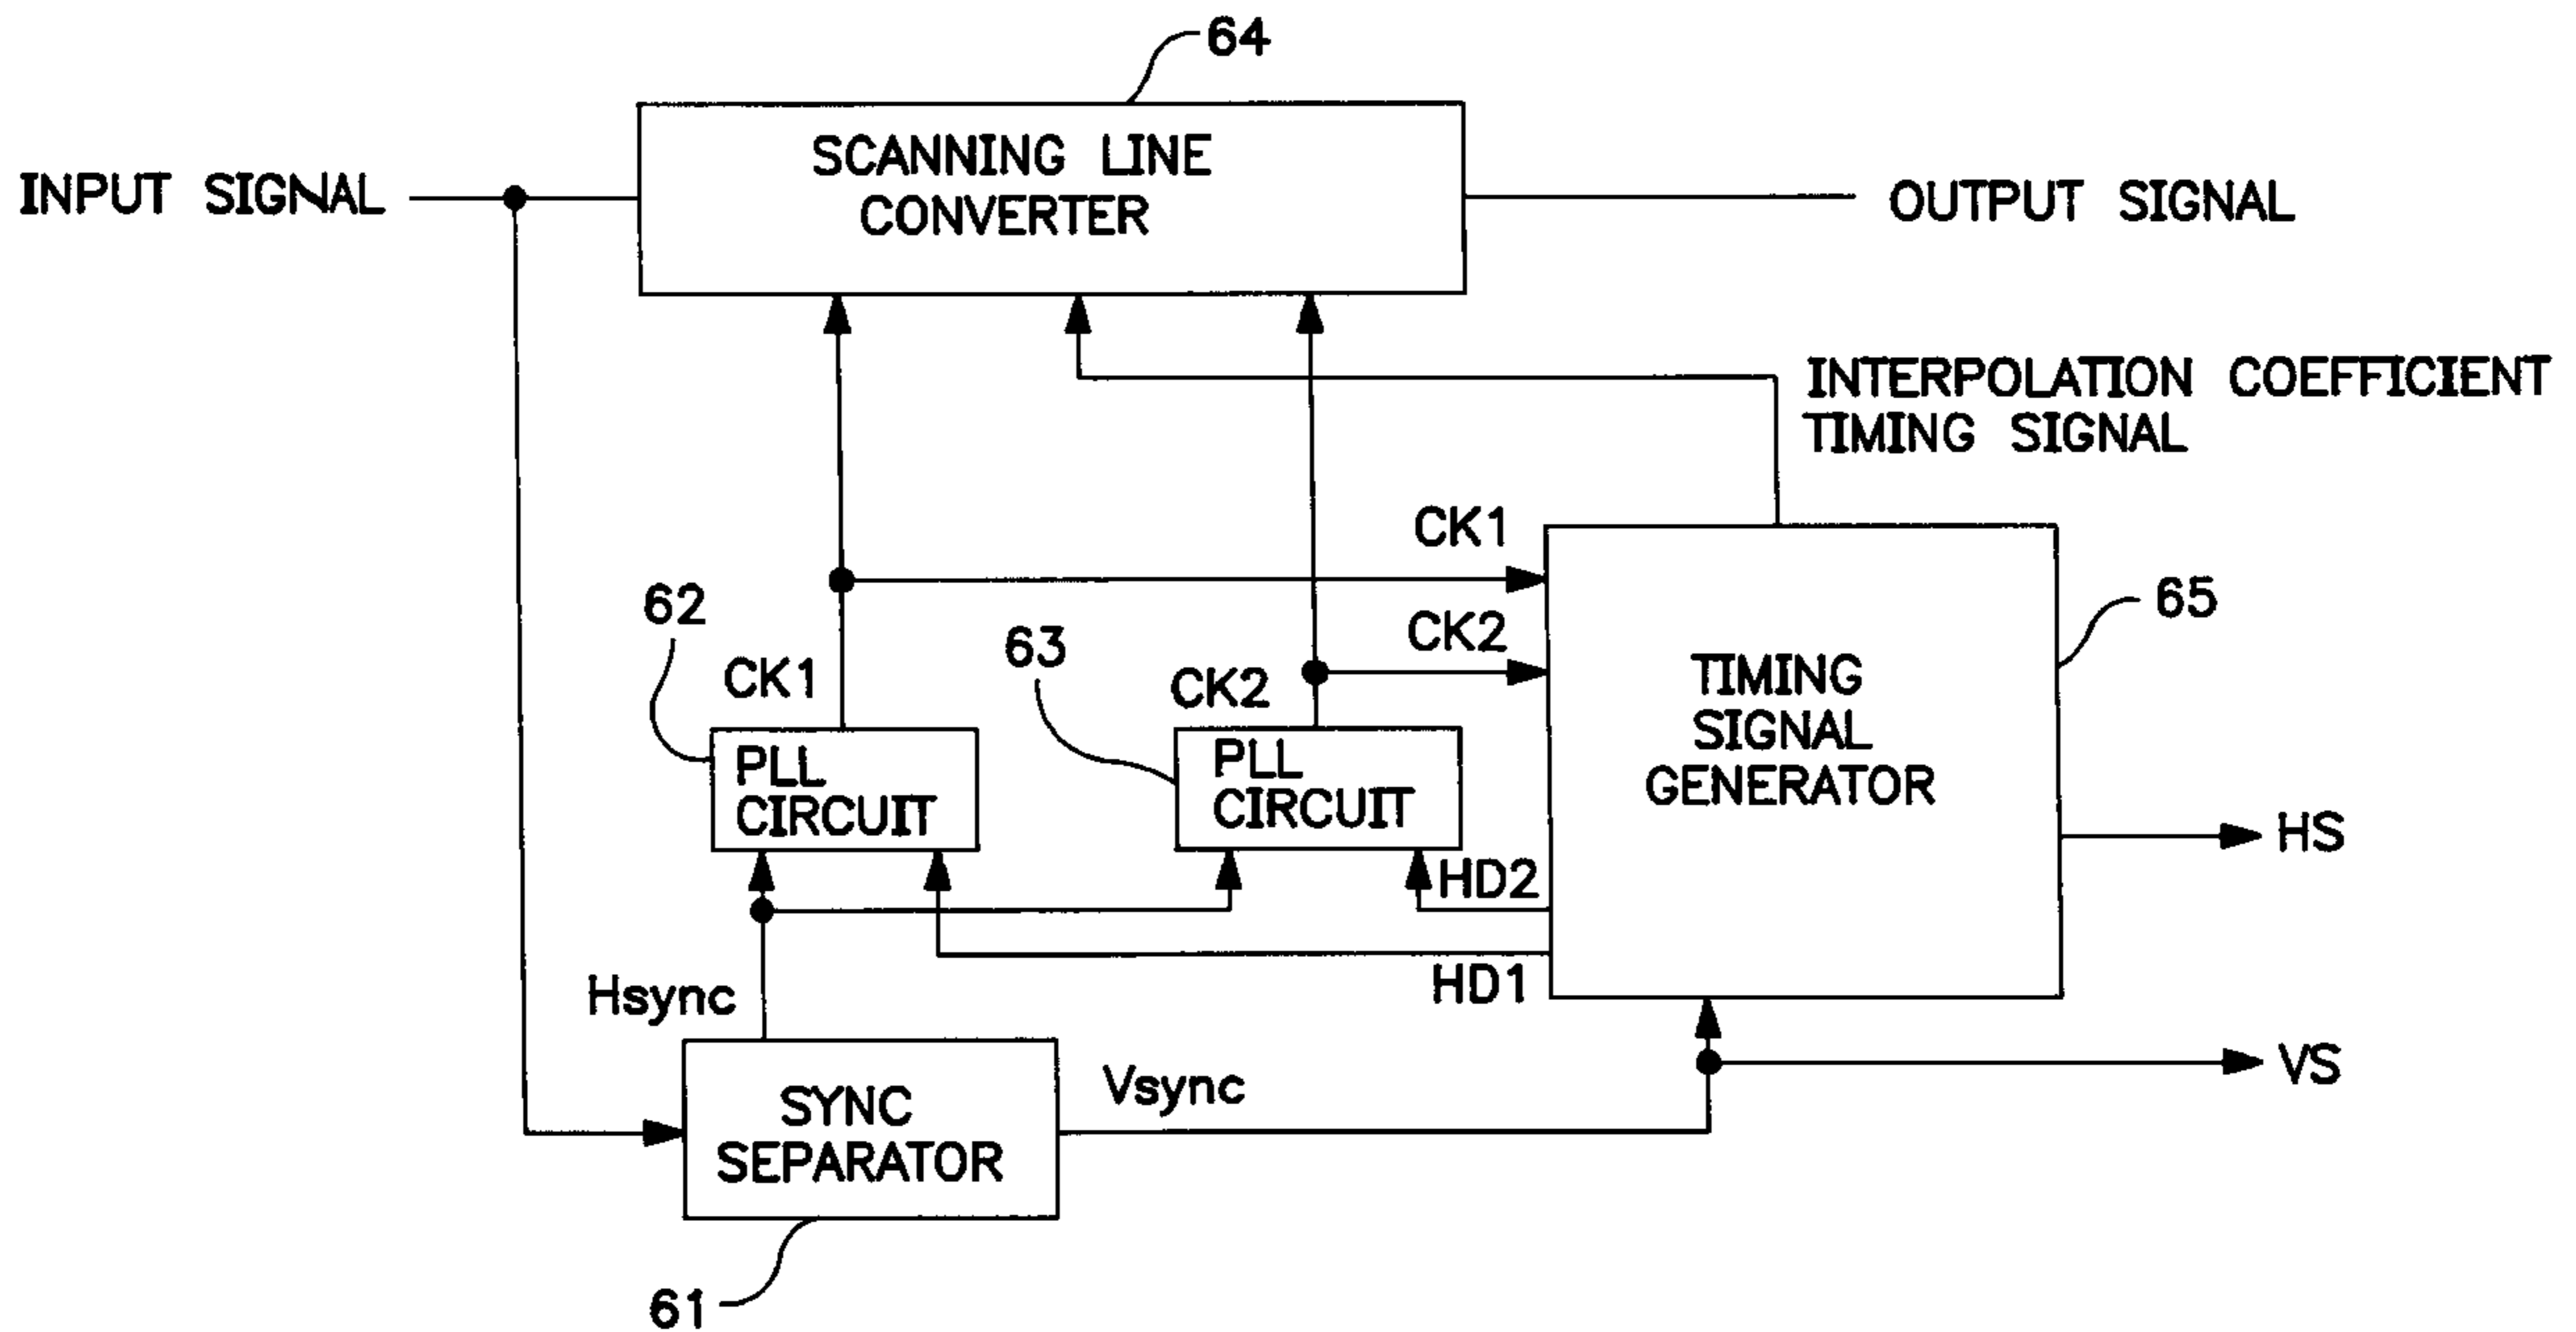 64
SCANNING LINE
CONVERTER
INPUT SIGNAL
OUTPUT SIGNAL
INTERPOLATION COEFFICIENT
TIMING SIGNAL
CK1
62
63
CK2
65
CK1
CK2
TIMING
SIGNAL
GENERATOR
PLL
CIRCUIT
PLL
CIRCUIT
HS
HD2
Hsync
HD1
Vsync
VS
SYNC
SEPARATOR
61